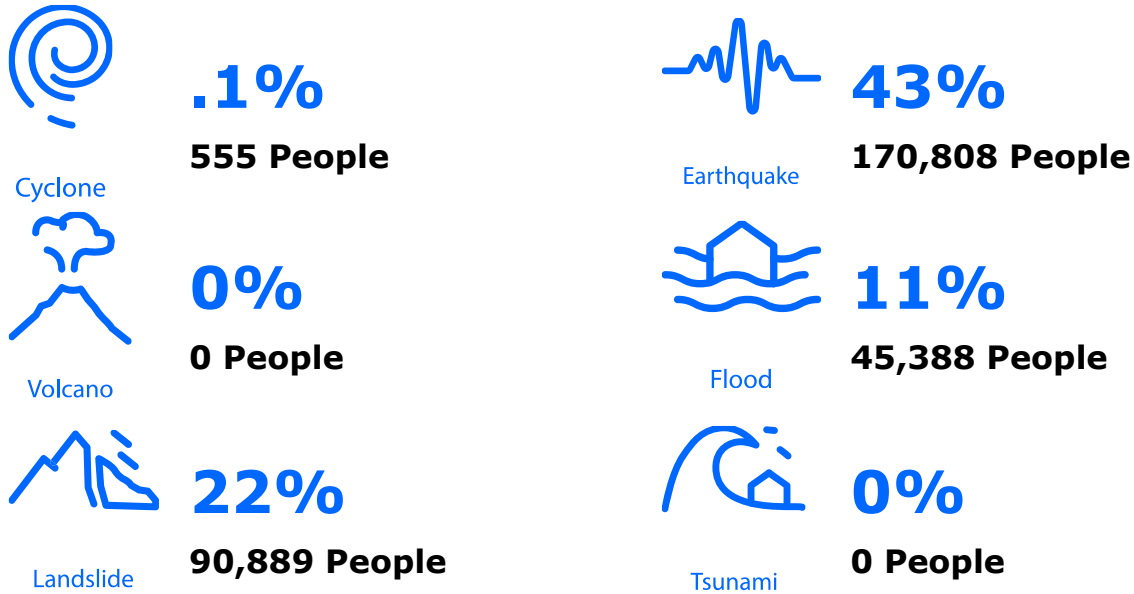 .1%
555 People
Cyclone
43%
170,808 People
Earthquake
0%
0 People
Volcano
11%
45,388 People
Flood
22%
90,889 People
Landslide
0%
0 People
Tsunami